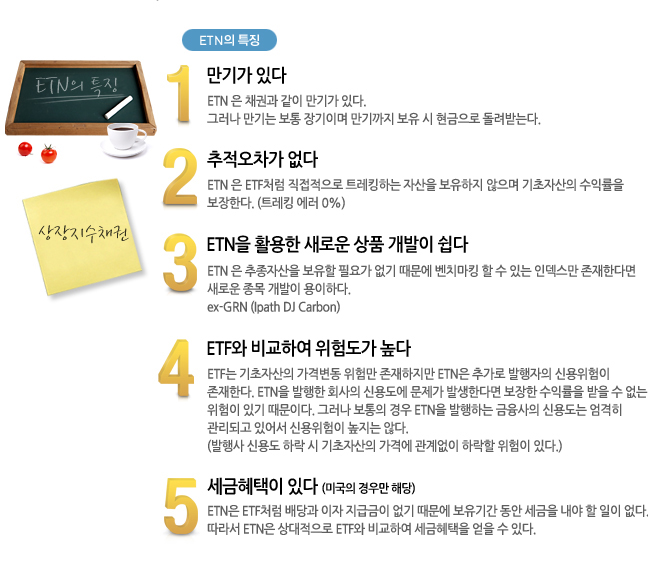 ETN의 특징
ETN의 특징
상장지수채권
1 만기가 있다
ETN 은 채권과 같이 만기가 있다.
그러나 만기는 보통 장기이며 만기까지 보유 시 현금으로 돌려받는다.
2 추적오차가 없다
ETN 은 ETF처럼 직접적으로 트레킹하는 자산을 보유하지 않으며 기초자산의 수익률을
보장한다. (트레킹 에러 0%)
3 ETN을 활용한 새로운 상품 개발이 쉽다
ETN 은 추종자산을 보유할 필요가 없기 때문에 벤치마킹 할 수 있는 인덱스만 존재한다면
새로운 종목 개발이 용이하다.
ex-GRN (Ipath DJ Carbon)
4 ETF와 비교하여 위험도가 높다
ETF는 기초자산의 가격변동 위험만 존재하지만 ETN은 추가로 발행자의 신용위험이
존재한다. ETN을 발행한 회사의 신용도에 문제가 발생한다면 보장한 수익률을 받을 수 없는
위험이 있기 때문이다. 그러나 보통의 경우 ETN을 발행하는 금융사의 신용도는 엄격히
관리되고 있어서 신용위험이 높지는 않다.
(발행사 신용도 하락 시 기초자산의 가격에 관계없이 하락할 위험이 있다.)
5 세금혜택이 있다 (미국의 경우만 해당)
ETN은 ETF처럼 배당과 이자 지급금이 없기 때문에 보유기간 동안 세금을 내야 할 일이 없다.
따라서 ETN은 상대적으로 ETF와 비교하여 세금혜택을 얻을 수 있다.